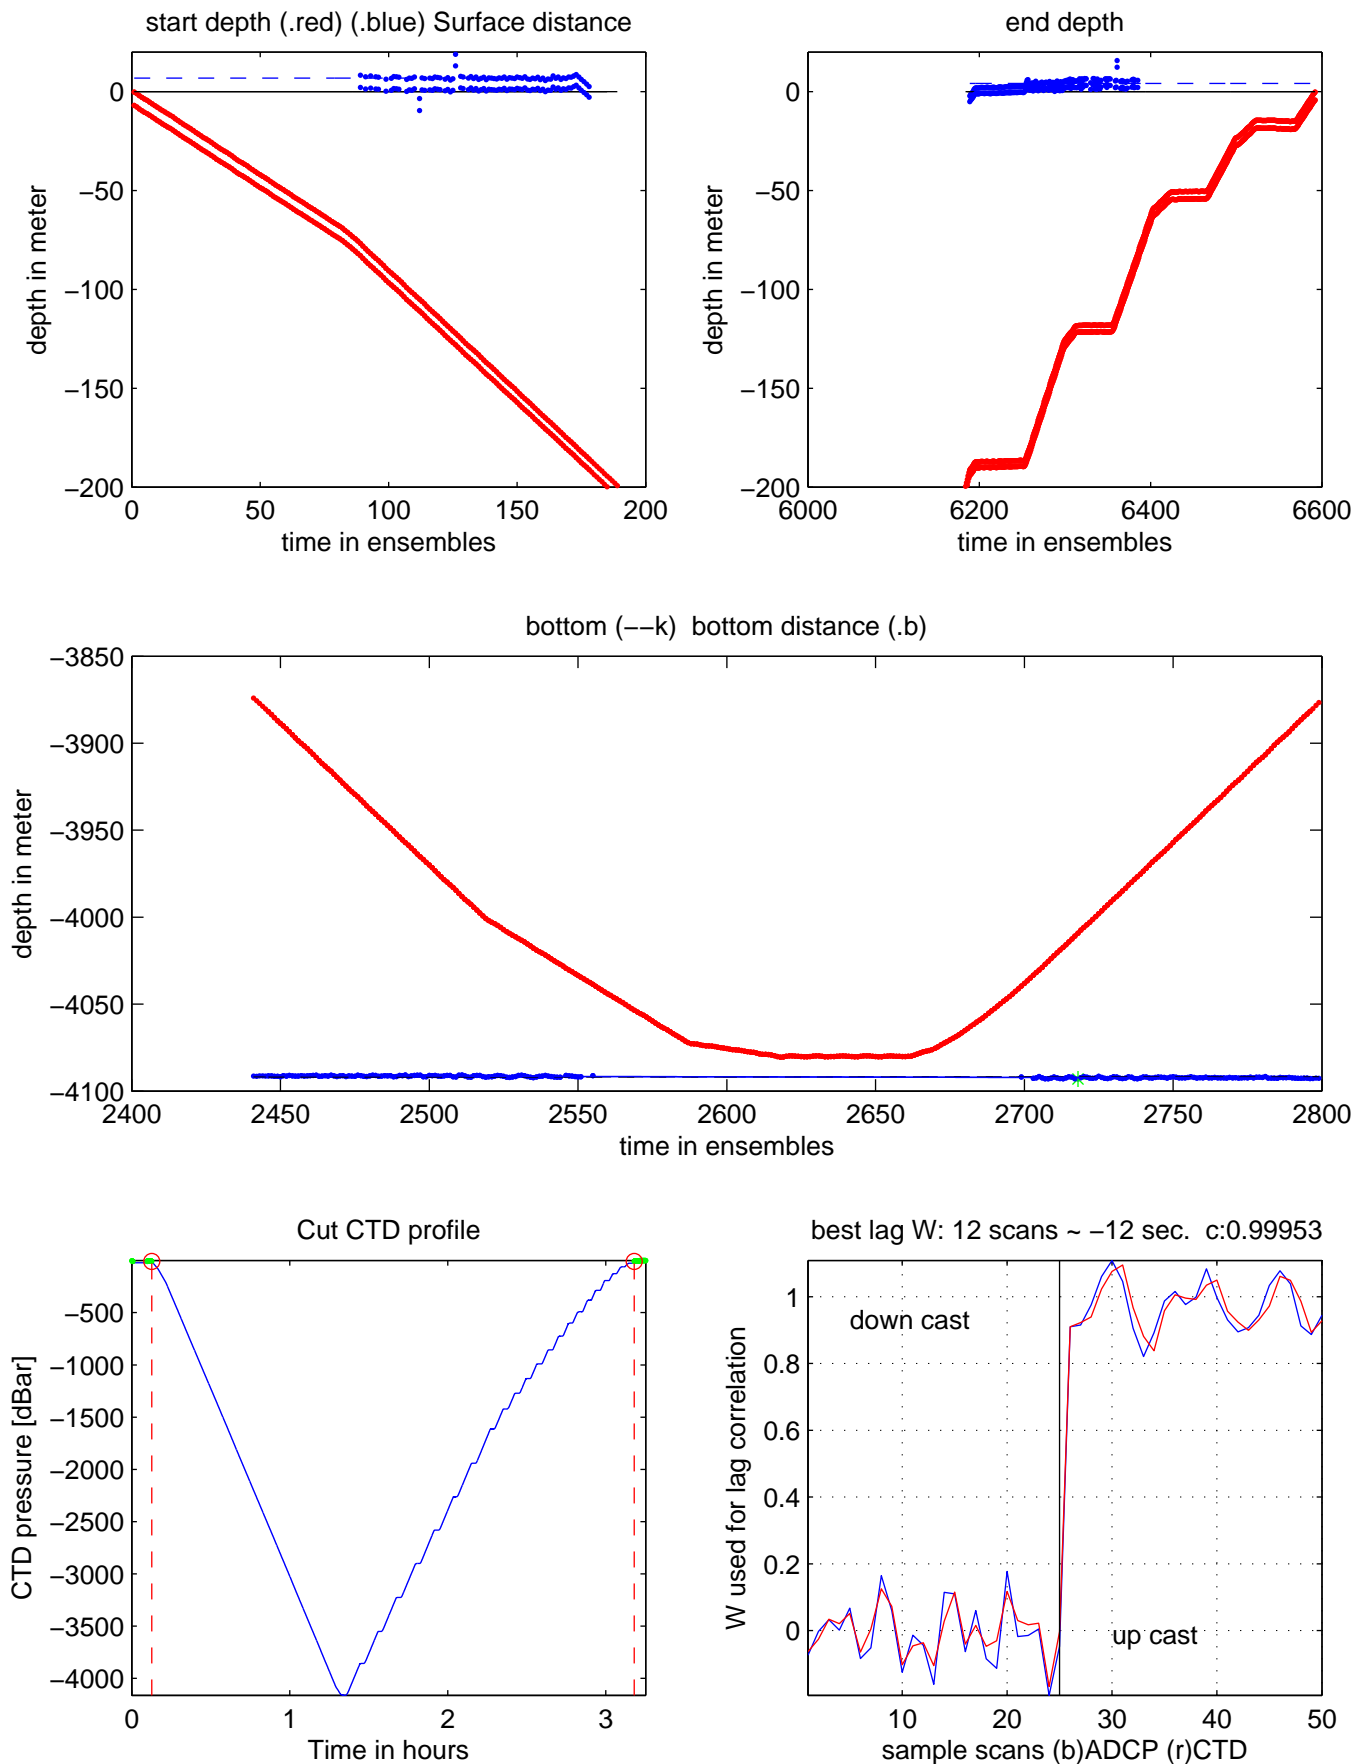 start depth (.red) (.blue) Surface distance
0
−50
−100
−150
−200
depth in meter
0 50 100 150 200
time in ensembles
end depth
0
−50
−100
−150
−200
depth in meter
6000 6200 6400 6600
time in ensembles
bottom (−−k)  bottom distance (.b)
−3850
−3900
−3950
−4000
−4050
−4100
depth in meter
2400 2450 2500 2550 2600 2650 2700 2750 2800
time in ensembles
Cut CTD profile
−500
−1000
−1500
−2000
−2500
−3000
−3500
−4000
CTD pressure [dBar]
0 1 2 3
Time in hours
best lag W: 12 scans ~ −12 sec.  c:0.99953
1
0.8
0.6
0.4
0.2
0
W used for lag correlation
down cast
up cast
10 20 30 40 50
sample scans (b)ADCP (r)CTD